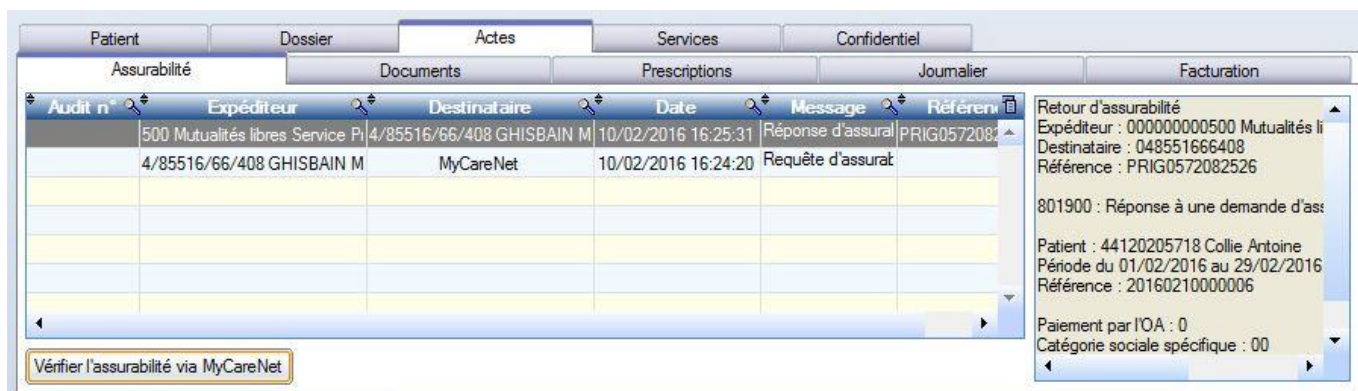 Patient Dossier Actes Services Confidentiel
Assurabilité Documents Prescriptions Journalier Facturation
Audit n° Expéditeur Destinataire Date Message Référen
500 Mutualités libres Service Pr 4/85516/66/408 GHISBAIN M 10/02/2016 16:25:31 Réponse d'assural PRIG0572082
4/85516/66/408 GHISBAIN M MyCareNet 10/02/2016 16:24:20 Requête d'assurab
Retour d'assurabilité
Expéditeur : 000000000500 Mutualités li
Destinataire : 048551666408
Référence : PRIG0572082526
801900 : Réponse à une demande d'ass
Patient : 44120205718 Collie Antoine
Période du 01/02/2016 au 29/02/2016
Référence : 20160210000006
Paiement par l'OA : 0
Catégorie sociale spécifique : 00
Vérifier l'assurabilité via MyCareNet